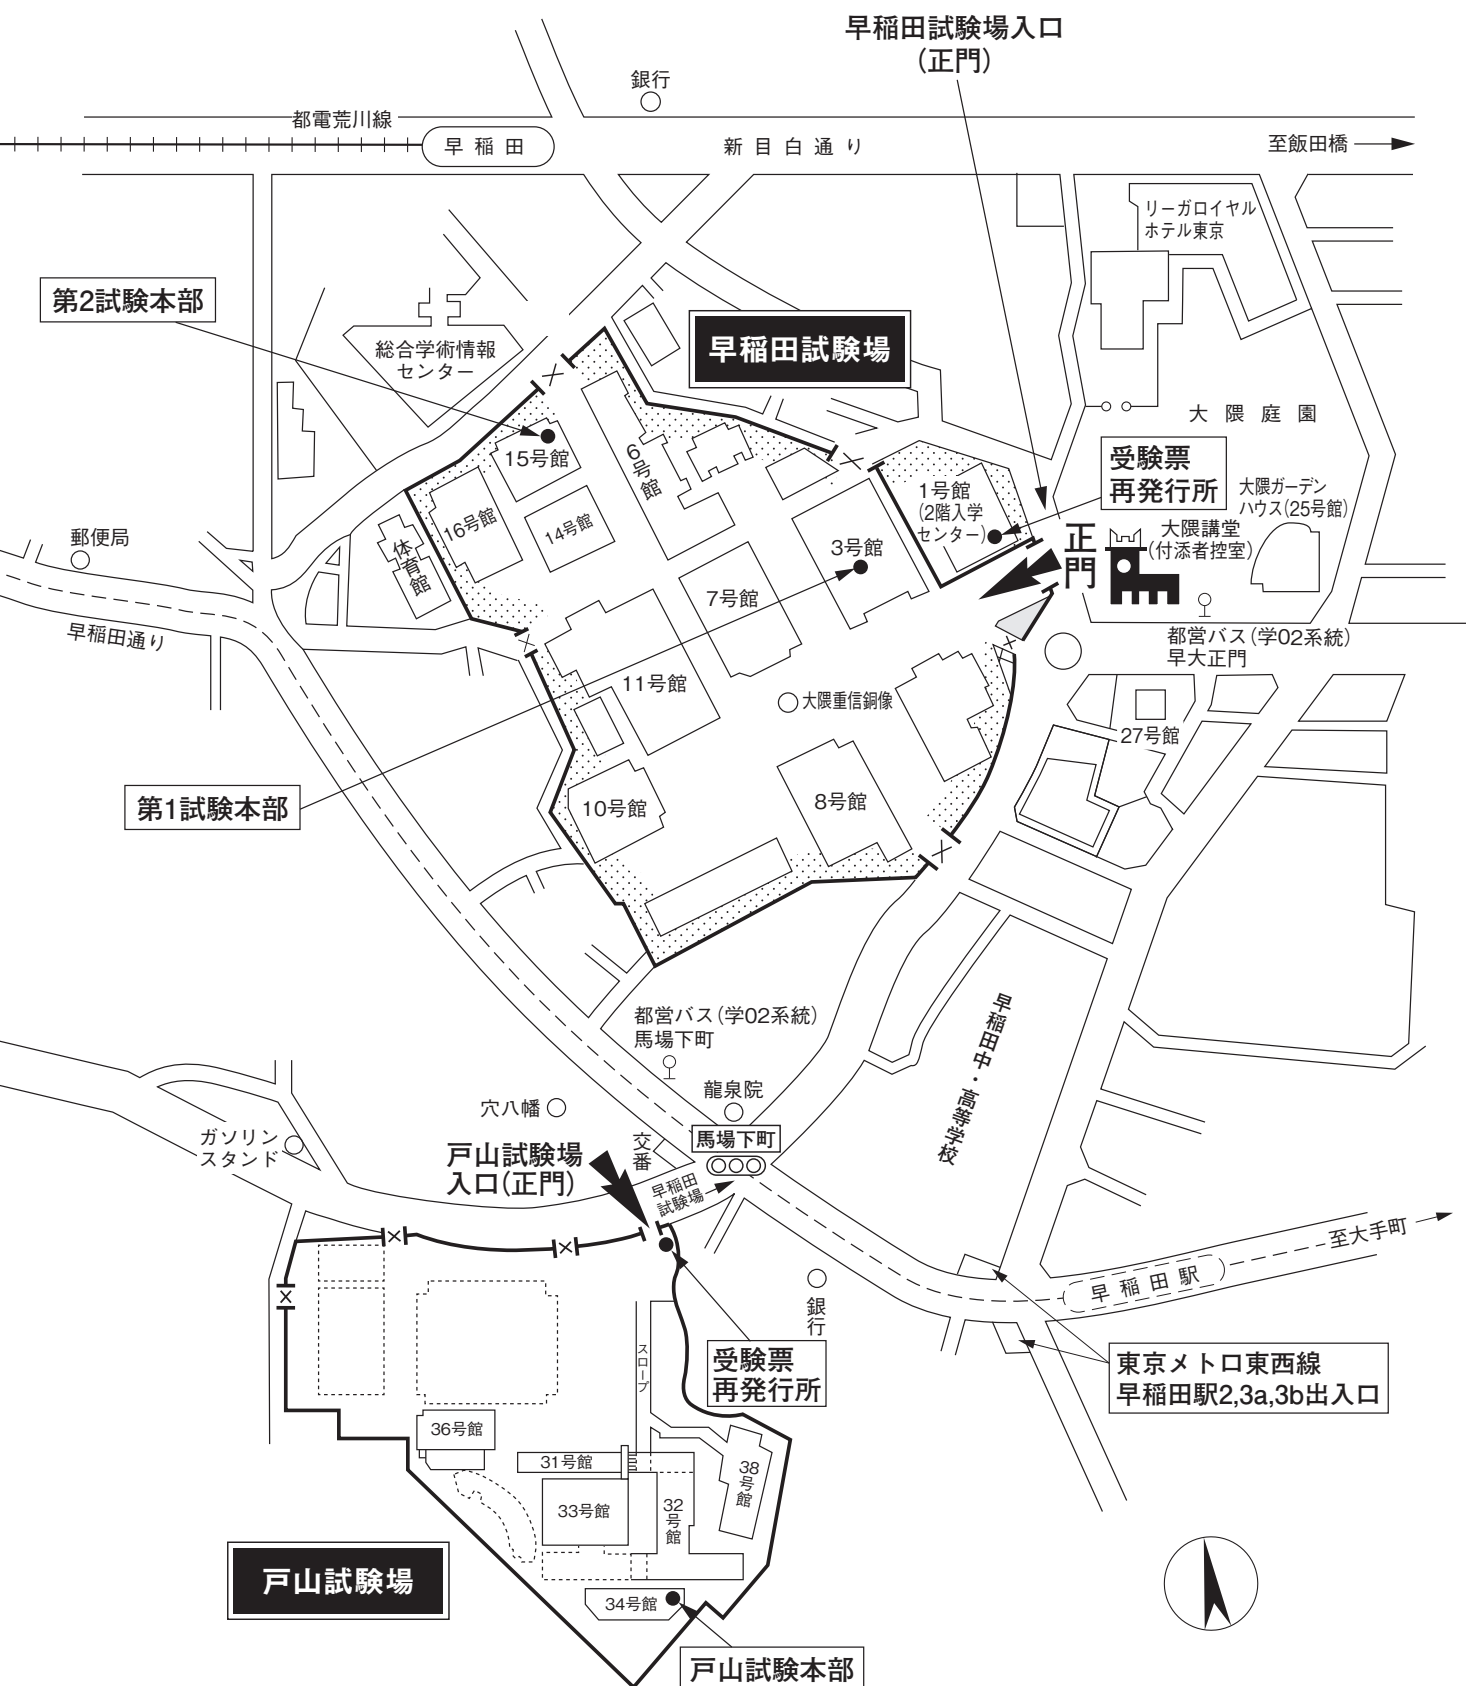 早稲田試験場入口
(正門)
銀行
都電荒川線
早稲田
新目白通り
至飯田橋
リーガロイヤル
ホテル東京
第2試験本部
総合学術情報
センター
早稲田試験場
大隈庭園
受験票
再発行所
大隈ガーデン
ハウス(25号館)
15号館
6号館
1号館
(2階入学
センター)
16号館
14号館
3号館
正門
大隈講堂
(付添者控室)
郵便局
体育館
7号館
早稲田通り
都営バス(学02系統)
早大正門
11号館
大隈重信銅像
27号館
第1試験本部
10号館
8号館
都営バス(学02系統)
馬場下町
早稲田中・高等学校
穴八幡
龍泉院
ガソリン
スタンド
交番
馬場下町
戸山試験場
入口(正門)
早稲田
試験場
至大手町
早稲田駅
銀行
スロープ
受験票
再発行所
東京メトロ東西線
早稲田駅2,3a,3b出入口
36号館
31号館
38号館
33号館
32号館
戸山試験場
34号館
戸山試験本部